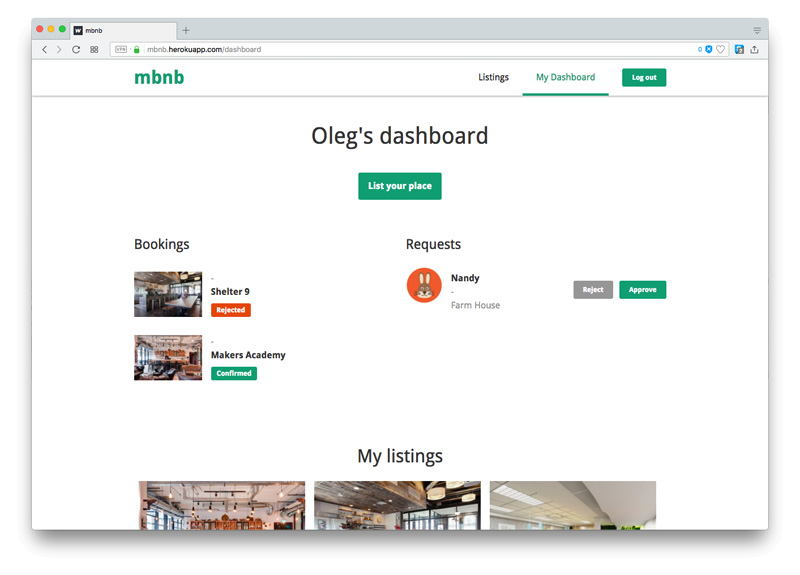 mbnb
VPN
mbnb.herokuapp.com/dashboard
0
mbnb
Listings
My Dashboard
Log out
Oleg's dashboard
List your place
Bookings
-
Shelter 9
Rejected
-
Makers Academy
Confirmed
Requests
Nandy
-
Farm House
Reject
Approve
My listings